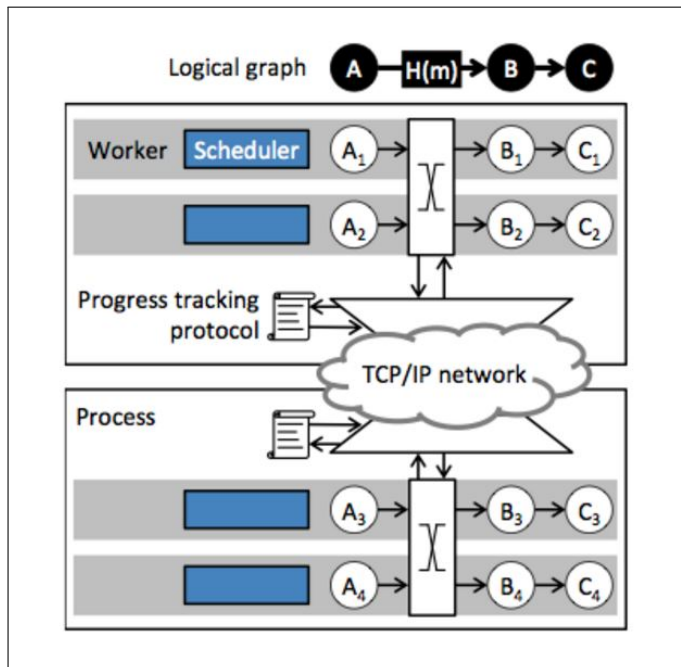 Logical graph A H(m) B C
Worker Scheduler A₁ B₁ C₁
A₂ B₂ C₂
Progress tracking
protocol
TCP/IP network
Process
A₃ B₃ C₃
A₄ B₄ C₄